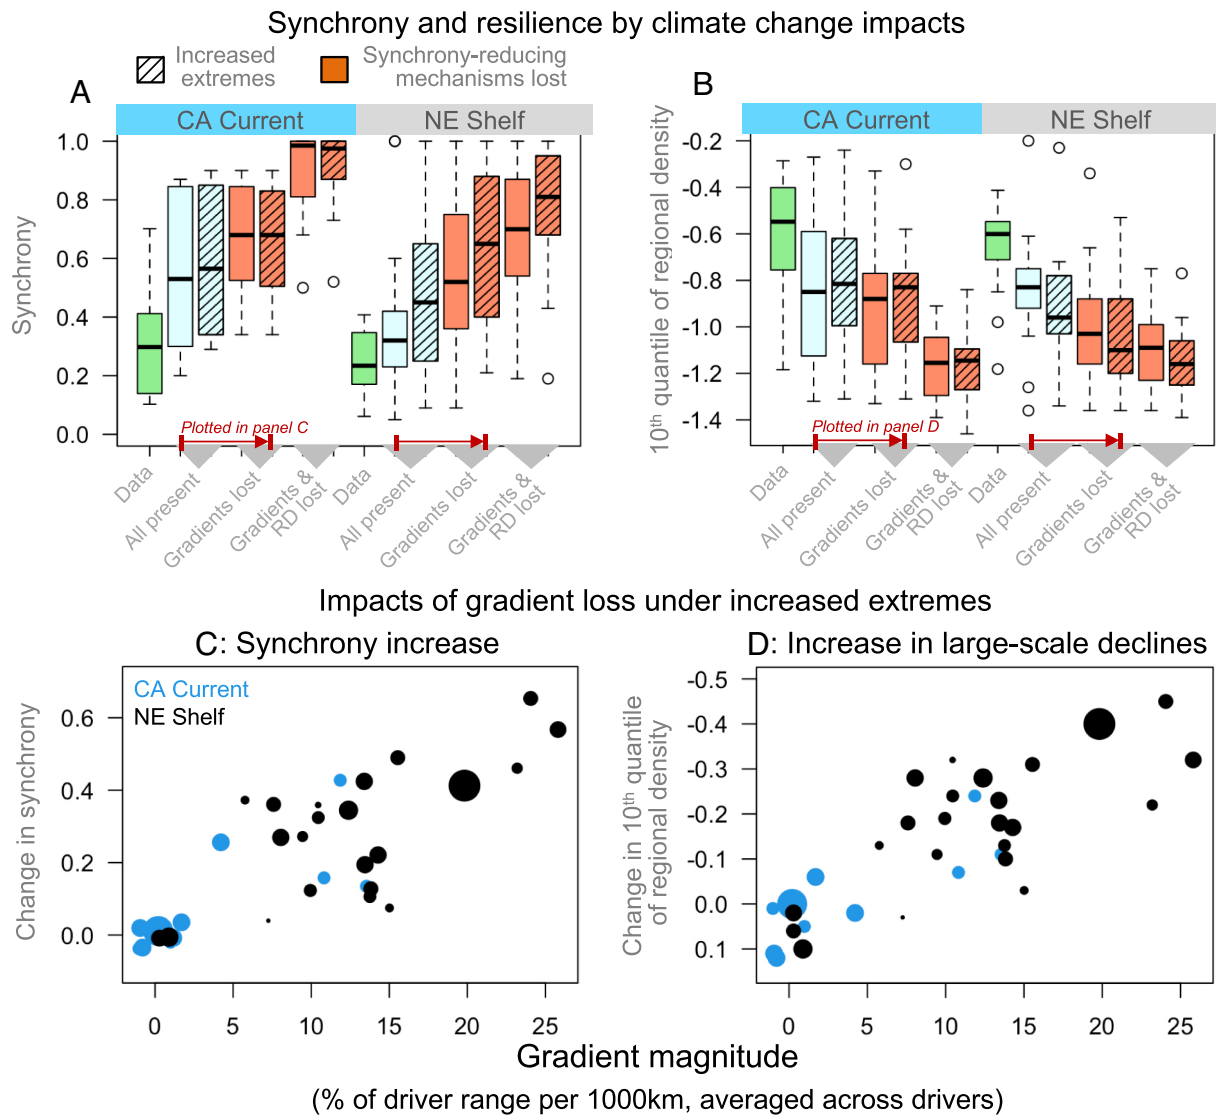 Synchrony and resilience by climate change impacts
Increased
extremes
Synchrony-reducing
mechanisms lost
A
CA Current
NE Shelf
Synchrony
1.0
0.8
0.6
0.4
0.2
0.0
Plotted in panel C
Data
All present
Gradients lost
Gradients &
RD lost
Data
All present
Gradients lost
Gradients &
RD lost
B
CA Current
NE Shelf
10th quantile of regional density
-0.2
-0.4
-0.6
-0.8
-1.0
-1.2
-1.4
Plotted in panel D
Data
All present
Gradients lost
Gradients &
RD lost
Data
All present
Gradients lost
Gradients &
RD lost
Impacts of gradient loss under increased extremes
C: Synchrony increase
CA Current
NE Shelf
Change in synchrony
0.6
0.4
0.2
0.0
0 5 10 15 20 25
D: Increase in large-scale declines
Change in 10th quantile
of regional density
-0.5
-0.4
-0.3
-0.2
-0.1
0.0
0.1
0 5 10 15 20 25
Gradient magnitude
(% of driver range per 1000km, averaged across drivers)